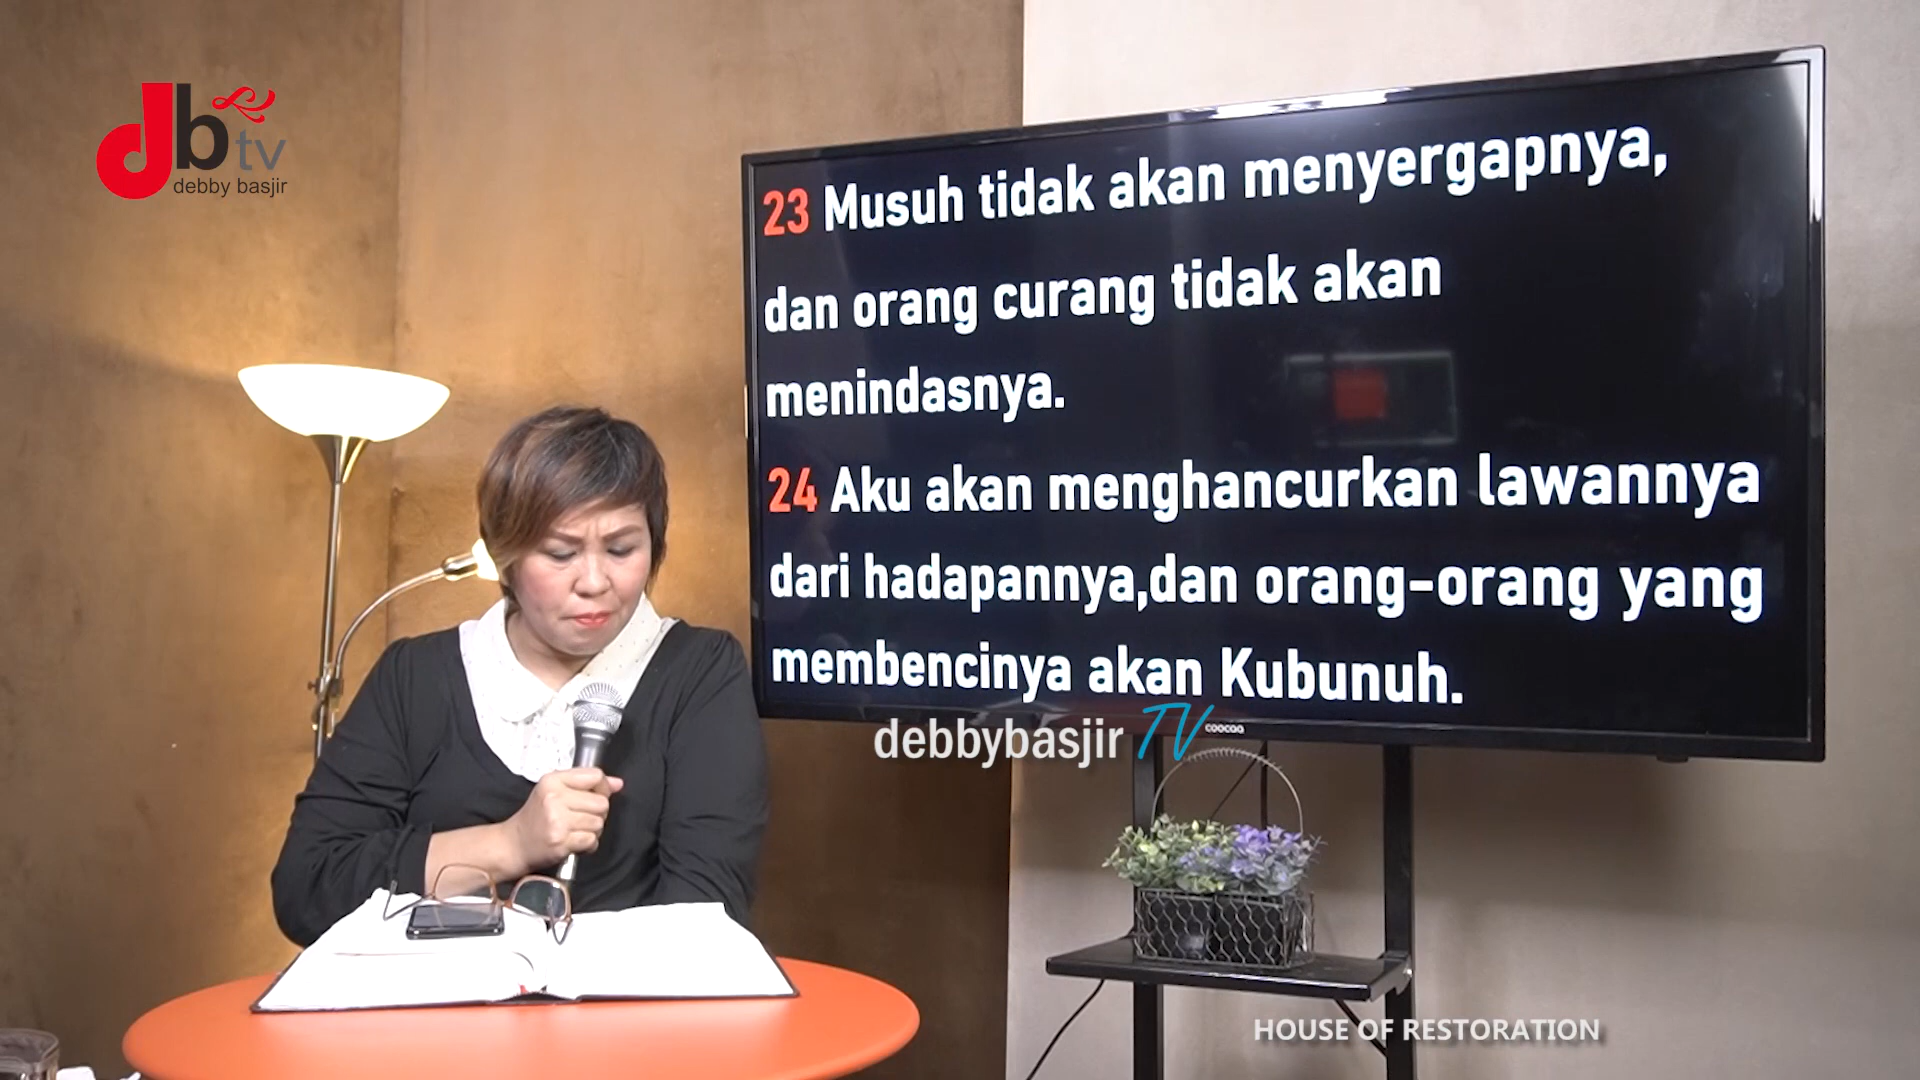 db tv
debby basjir
23 Musuh tidak akan menyergapnya,
dan orang curang tidak akan
menindasnya.
24 Aku akan menghancurkan lawannya
dari hadapannya,dan orang-orang yang
membencinya akan Kubunuh.
debbybasjir TV
coocaa
HOUSE OF RESTORATION